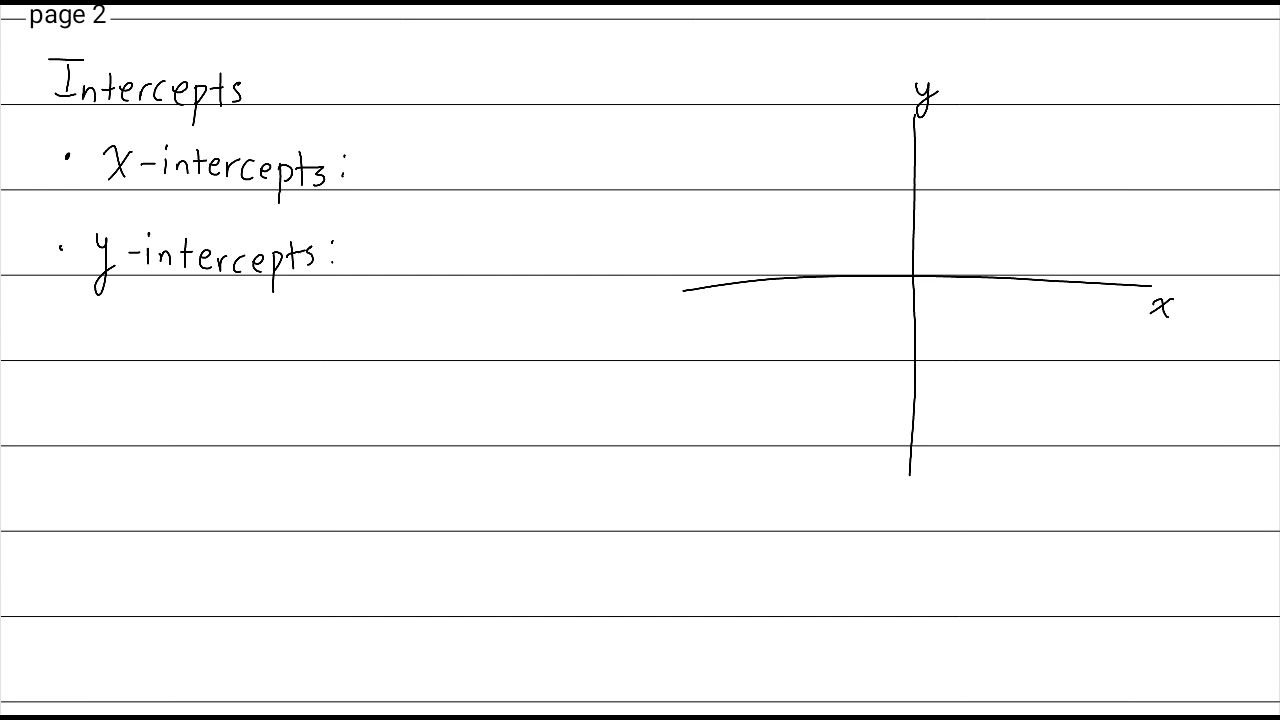 page 2
Intercepts
• x-intercepts:
• y-intercepts:
y
x